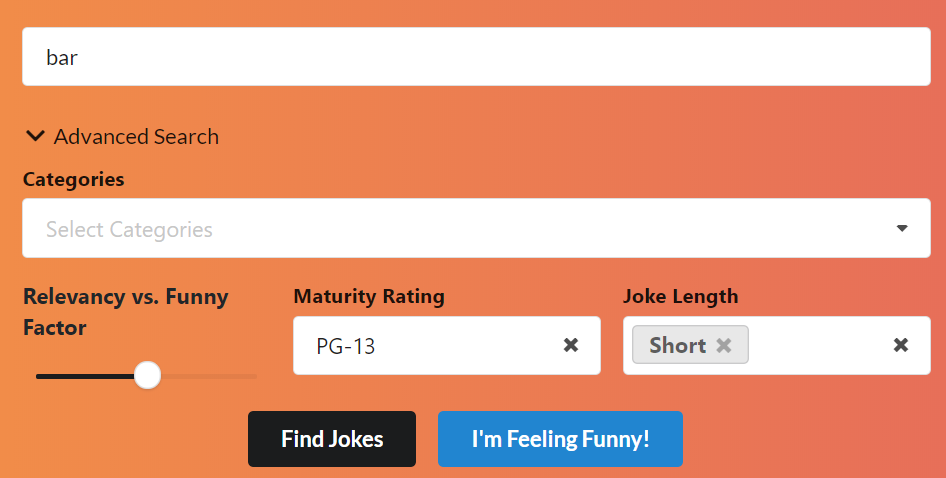 bar
Advanced Search
Categories
Select Categories
Relevancy vs. Funny
Factor
Maturity Rating
PG-13
Joke Length
Short
Find Jokes
I'm Feeling Funny!